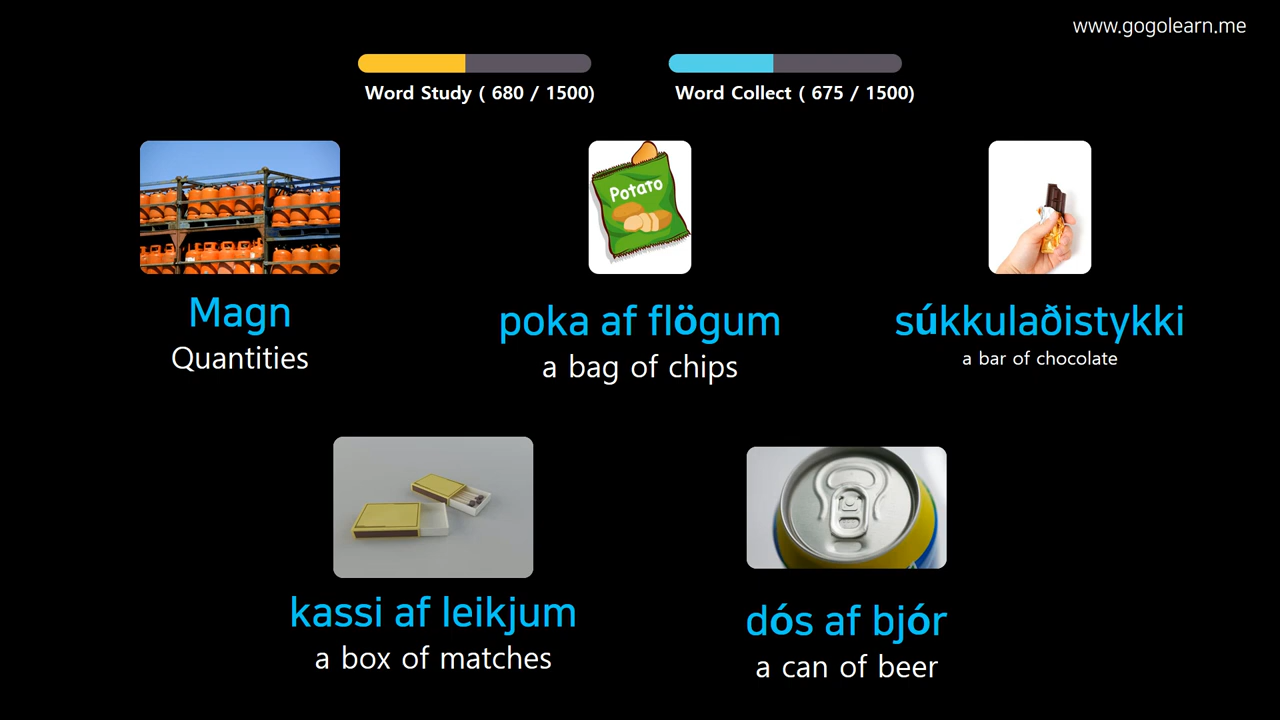 www.gogolearn.me
Word Study ( 680 / 1500)
Word Collect ( 675 / 1500)
Potato
Magn
Quantities
poka af flögum
a bag of chips
súkkulaðistykki
a bar of chocolate
kassi af leikjum
a box of matches
dós af bjór
a can of beer